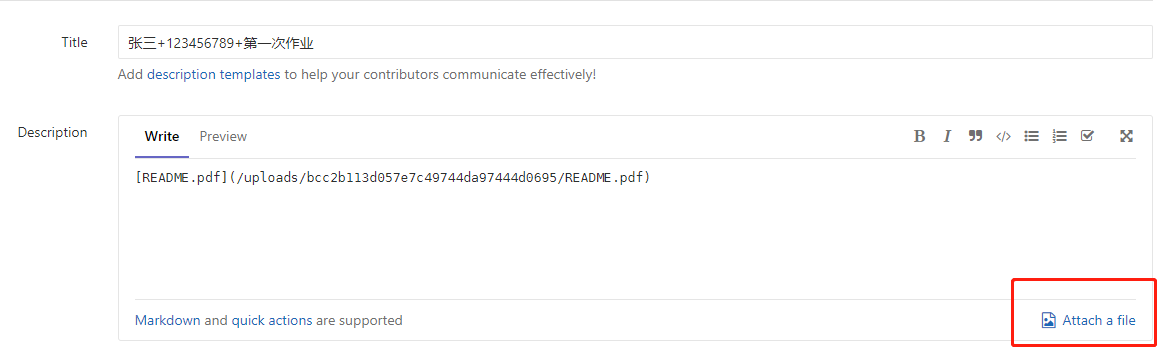 Title 张三+123456789+第一次作业
Add description templates to help your contributors communicate effectively!
Description Write Preview B I
[README.pdf](/uploads/bcc2b113d057e7c49744da97444d0695/README.pdf)
Markdown and quick actions are supported Attach a file